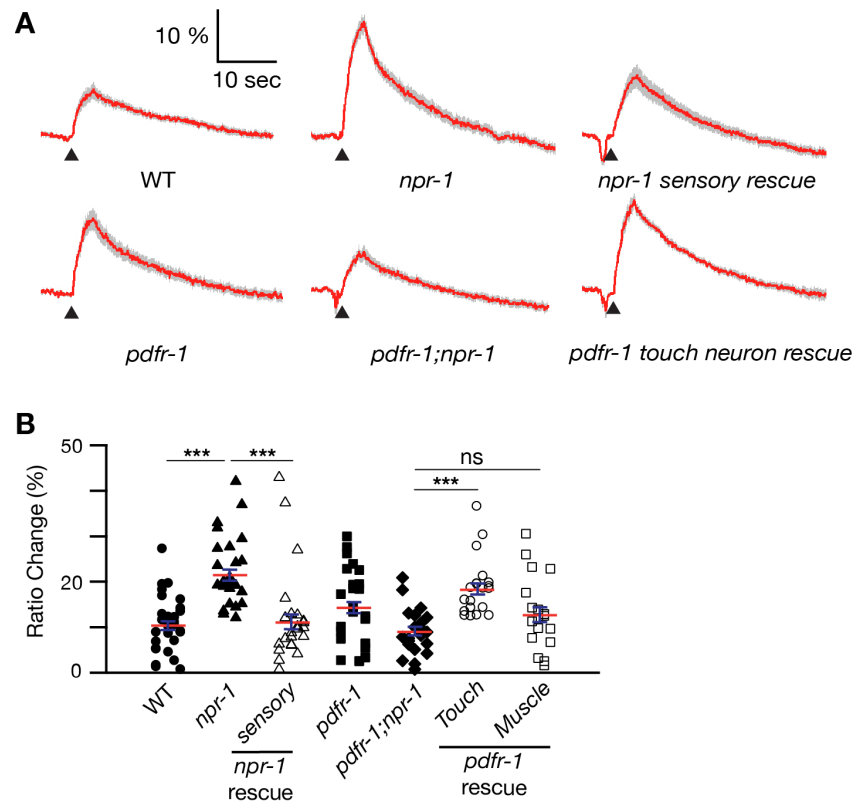 A
10 %
10 sec
WT
npr-1
npr-1 sensory rescue
pdfr-1
pdfr-1;npr-1
pdfr-1 touch neuron rescue
B
Ratio Change (%)
50
20
0
***
***
ns
***
WT
npr-1
sensory
pdfr-1
pdfr-1;npr-1
Touch
Muscle
npr-1
rescue
pdfr-1
rescue